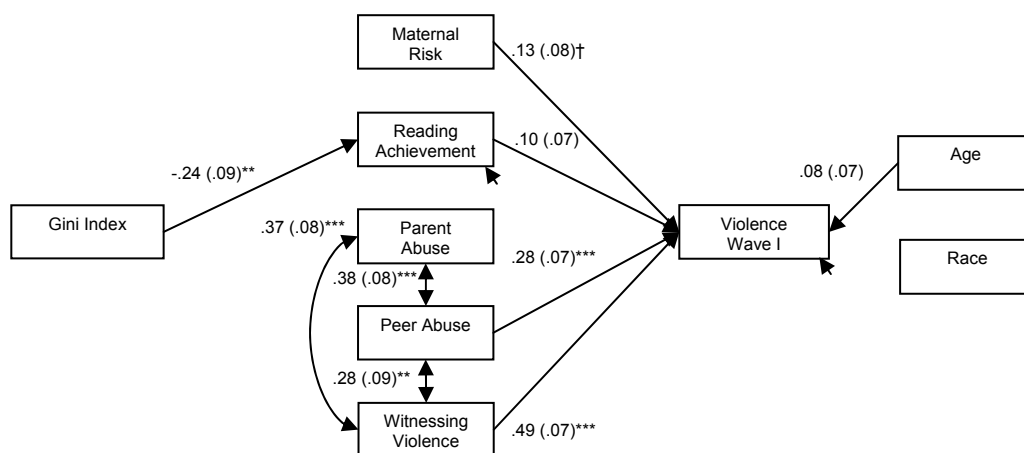 Maternal
Risk
.13 (.08)†
Reading
Achievement
.10 (.07)
-.24 (.09)**
Gini Index
.37 (.08)***
Parent
Abuse
.38 (.08)***
Peer Abuse
.28 (.07)***
.28 (.09)**
Witnessing
Violence
.49 (.07)***
Violence
Wave I
.08 (.07)
Age
Race